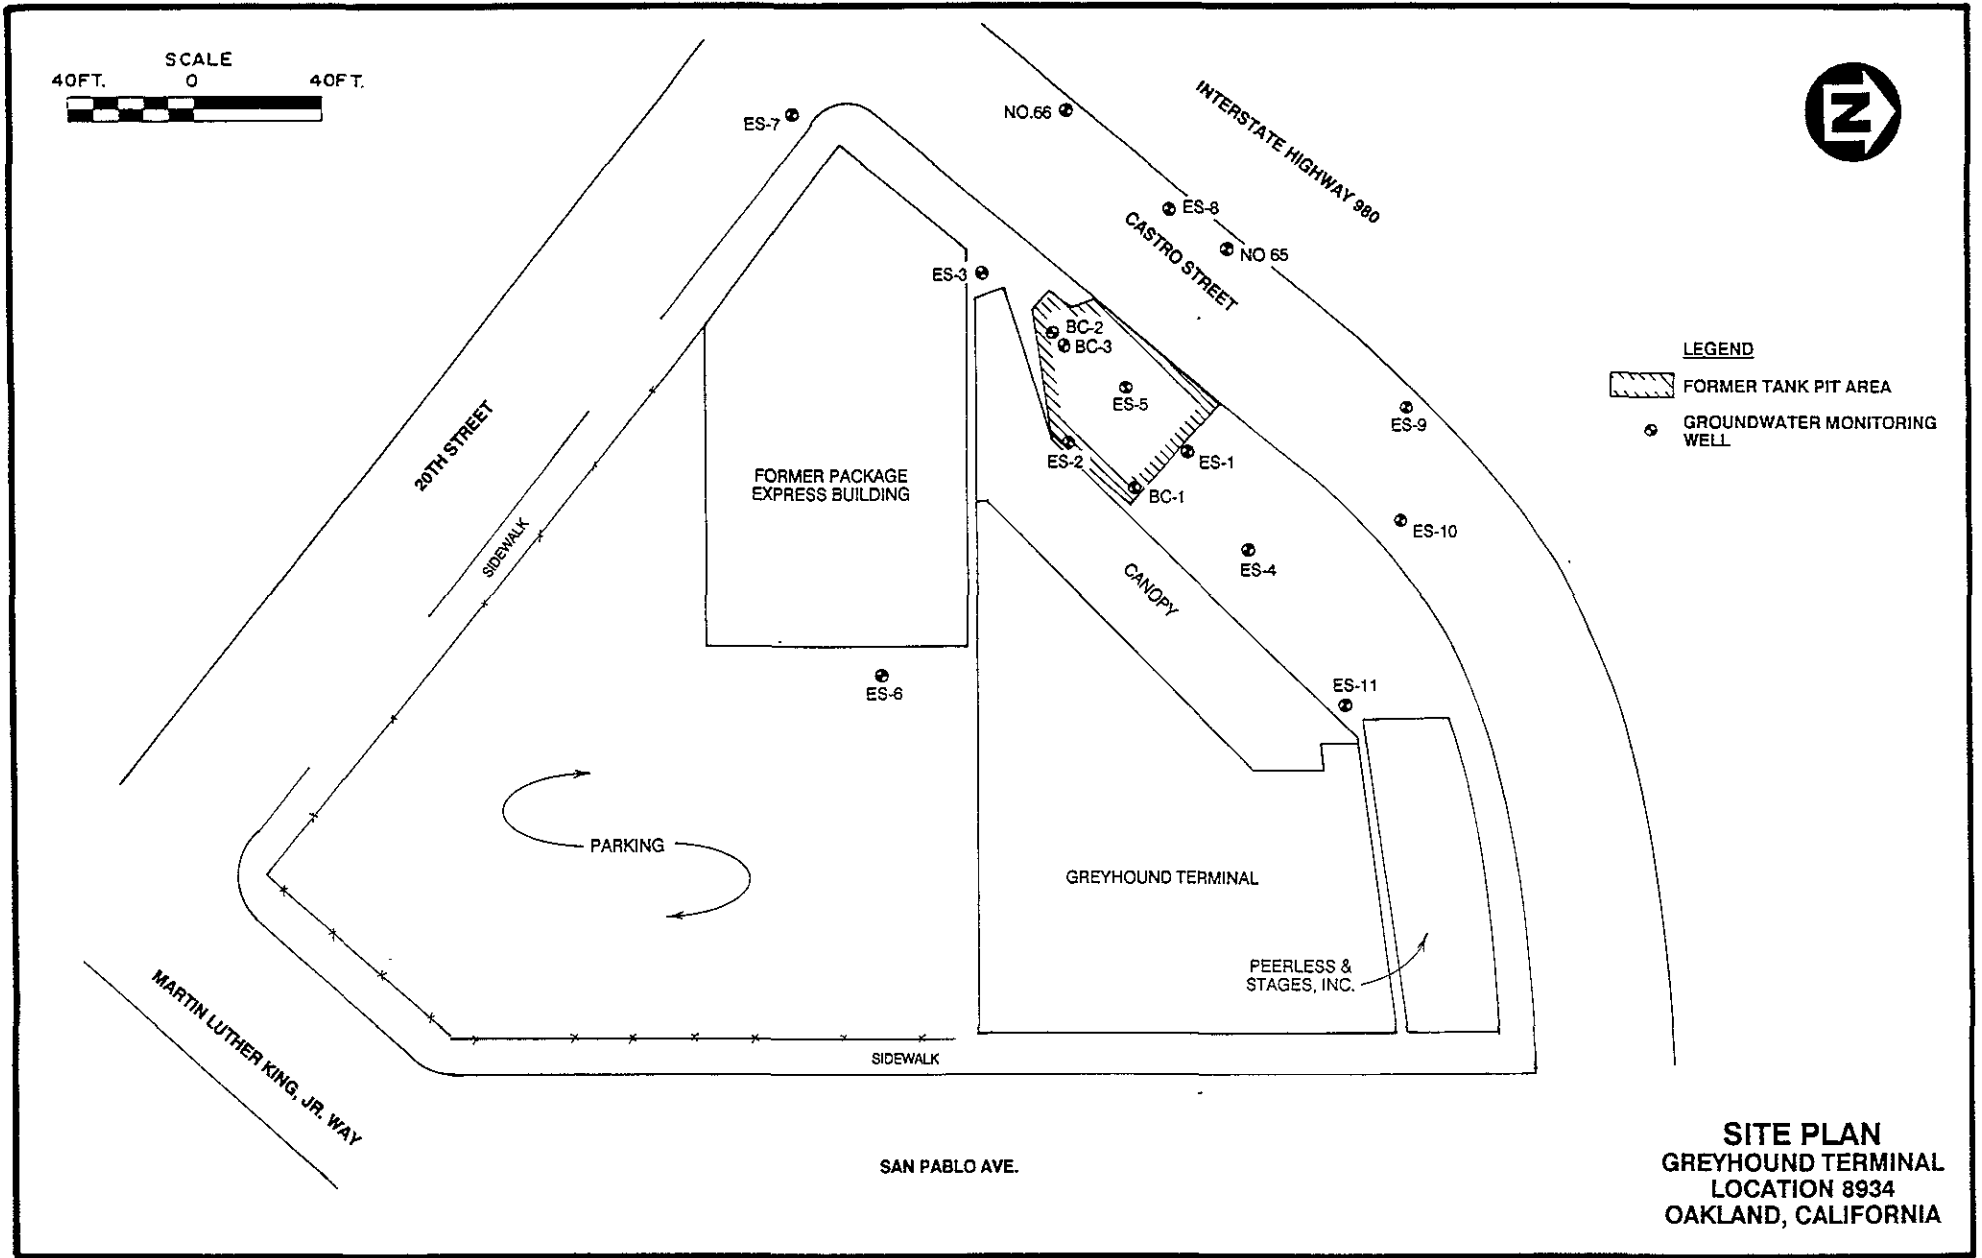 SCALE
40FT. 0 40FT.
N
ES-7
NO.66
INTERSTATE HIGHWAY 980
ES-8
CASTRO STREET
NO 65
ES-3
BC-2
BC-3
ES-5
ES-2
ES-1
BC-1
ES-9
ES-10
ES-4
LEGEND
FORMER TANK PIT AREA
GROUNDWATER MONITORING
WELL
20TH STREET
SIDEWALK
FORMER PACKAGE
EXPRESS BUILDING
CANOPY
ES-6
ES-11
PARKING
GREYHOUND TERMINAL
PEERLESS &
STAGES, INC.
SIDEWALK
MARTIN LUTHER KING, JR. WAY
SAN PABLO AVE.
SITE PLAN
GREYHOUND TERMINAL
LOCATION 8934
OAKLAND, CALIFORNIA